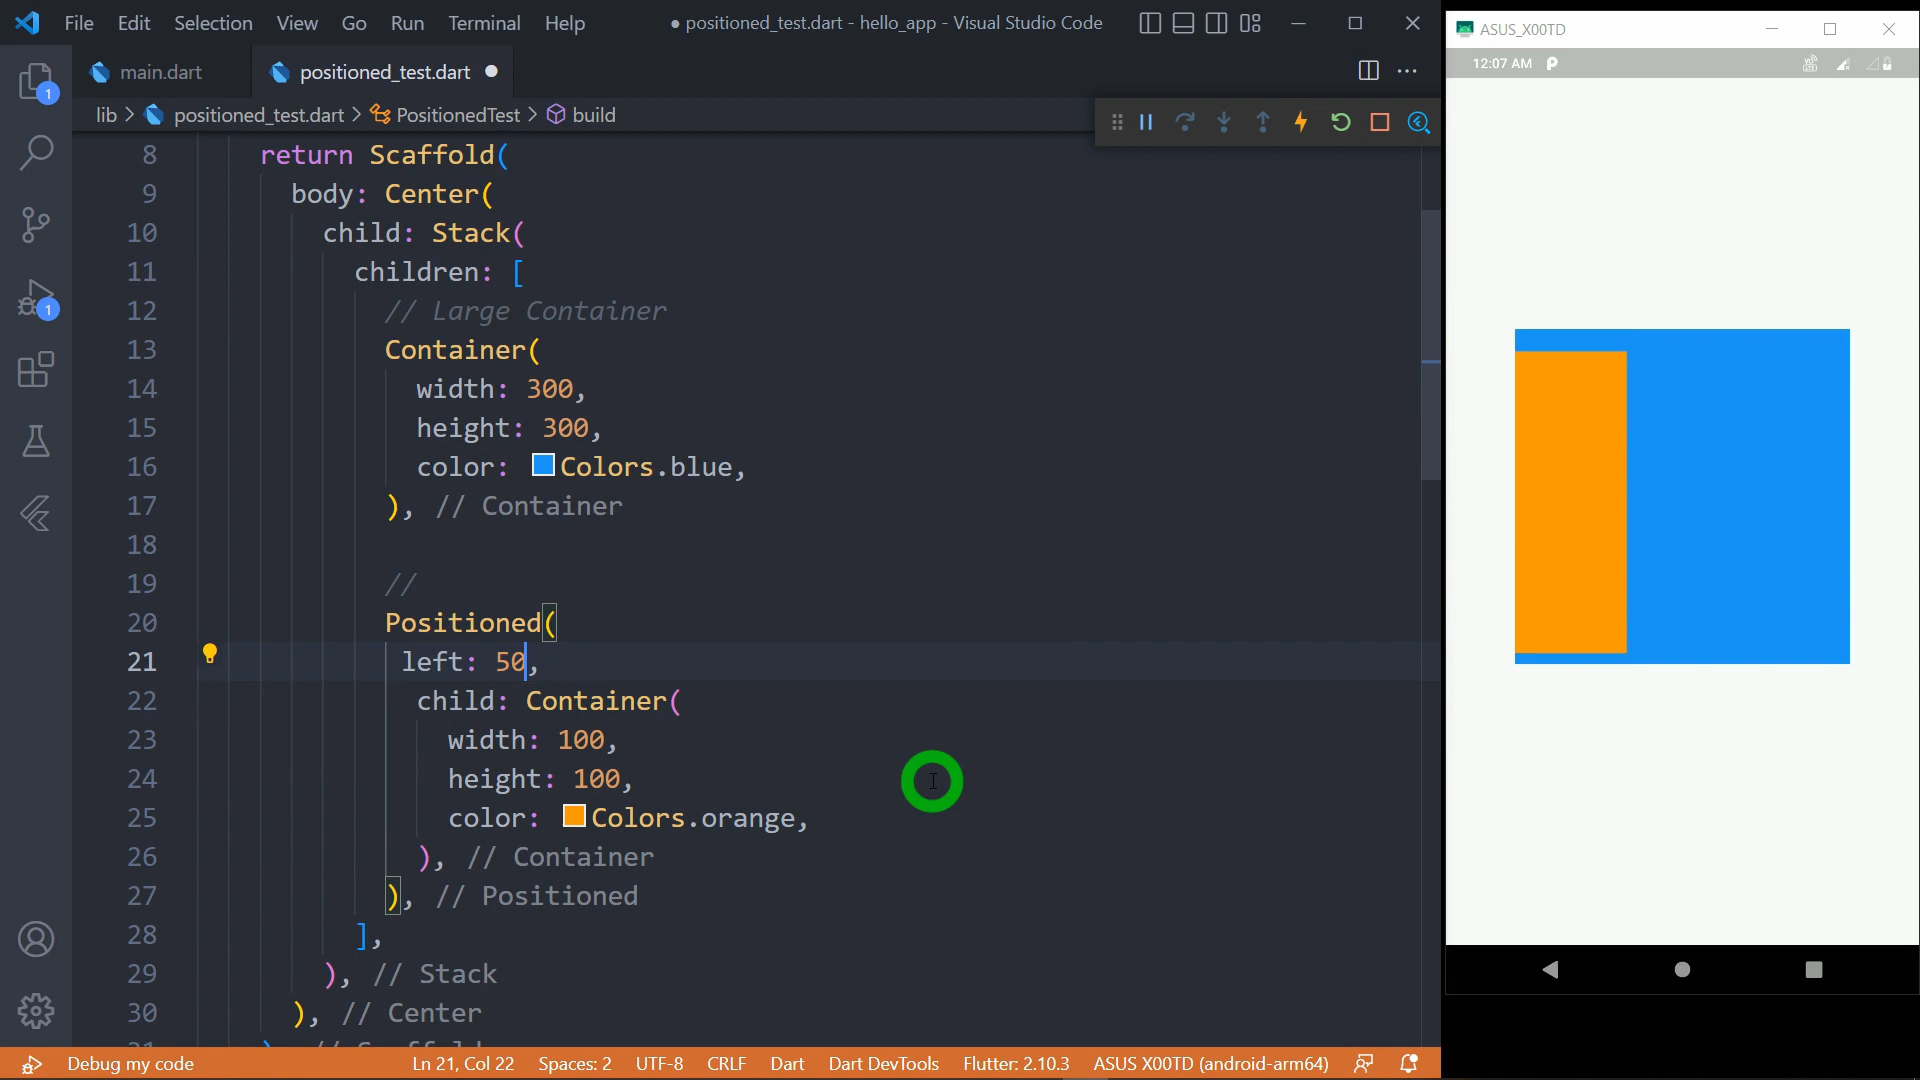 File Edit Selection View Go Run Terminal Help
● positioned_test.dart - hello_app - Visual Studio Code
ASUS_X00TD
12:07 AM
main.dart
positioned_test.dart
1
lib > positioned_test.dart > PositionedTest > build
8 return Scaffold(
9 body: Center(
10 child: Stack(
11 children: [
12 // Large Container
13 Container(
14 width: 300,
15 height: 300,
16 color: Colors.blue,
17 ), // Container
18
19 //
20 Positioned(
21 left: 50,
22 child: Container(
23 width: 100,
24 height: 100,
25 color: Colors.orange,
26 ), // Container
27 ), // Positioned
28 ],
29 ), // Stack
30 ), // Center
1
Debug my code
Ln 21, Col 22 Spaces: 2 UTF-8 CRLF Dart Dart DevTools Flutter: 2.10.3 ASUS X00TD (android-arm64)